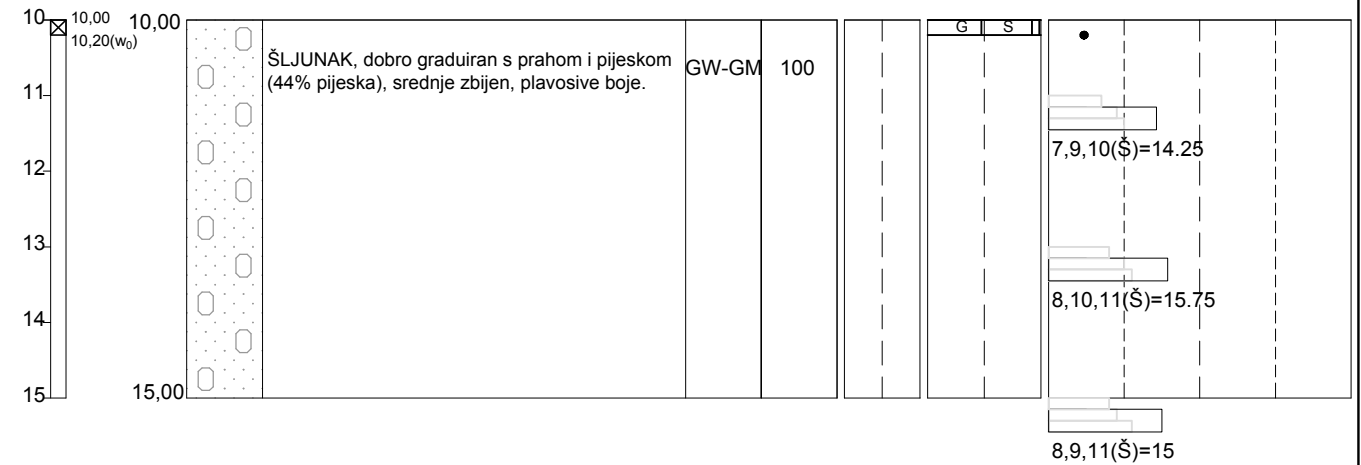 10
10,00
10,00
10,20(w₀)
G S
ŠLJUNAK, dobro graduiran s prahom i pijeskom
(44% pijeska), srednje zbijen, plavosive boje.
GW-GM
100
11
7,9,10(Š)=14.25
12
13
8,10,11(Š)=15.75
14
15
15,00
8,9,11(Š)=15